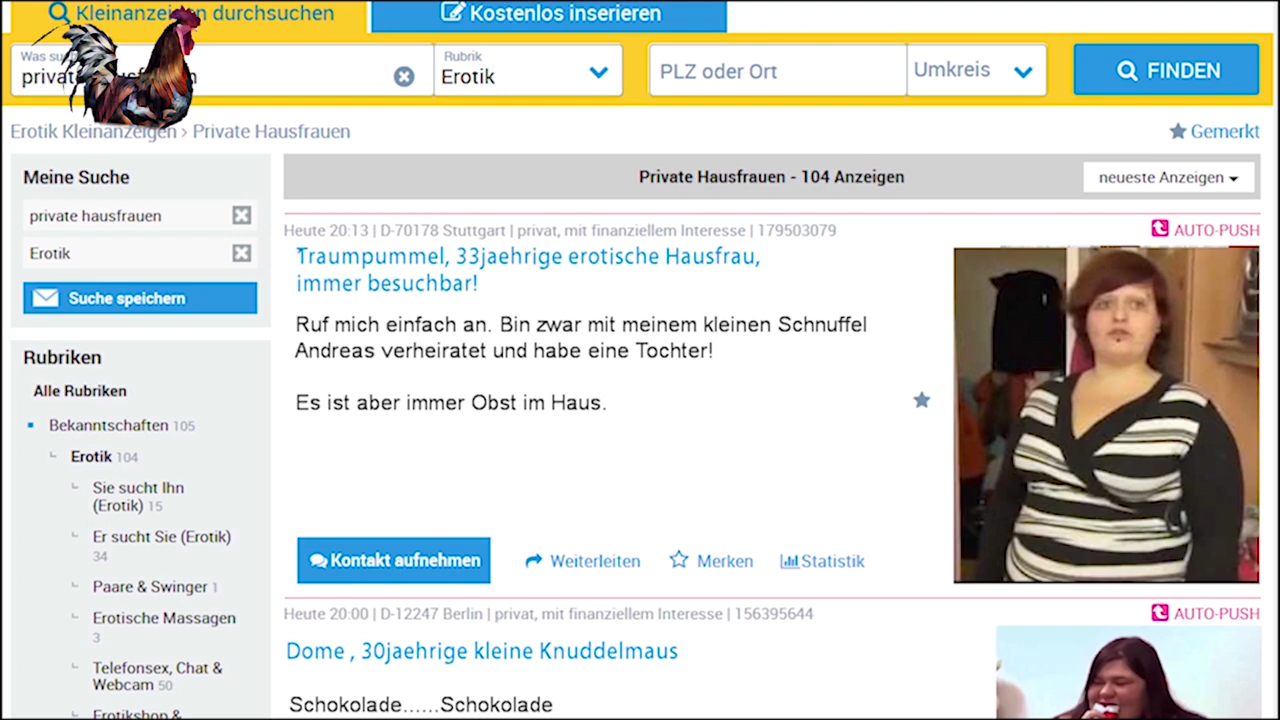 Kleinanzeigen durchsuchen
Kostenlos inserieren
Was
privat
Rubrik
Erotik
PLZ oder Ort
Umkreis
FINDEN
Erotik Kleinanzeigen › Private Hausfrauen
Gemerkt
Meine Suche
private hausfrauen
Erotik
Suche speichern
Rubriken
Alle Rubriken
Bekanntschaften 105
Erotik 104
Sie sucht Ihn
(Erotik) 15
Er sucht Sie (Erotik)
34
Paare & Swinger 1
Erotische Massagen
3
Telefonsex, Chat &
Webcam 50
Erotikshop &
Private Hausfrauen - 104 Anzeigen
neueste Anzeigen
Heute 20:13 | D-70178 Stuttgart | privat, mit finanziellem Interesse | 179503079
AUTO-PUSH
Traumpummel, 33jaehrige erotische Hausfrau,
immer besuchbar!
Ruf mich einfach an. Bin zwar mit meinem kleinen Schnuffel
Andreas verheiratet und habe eine Tochter!
Es ist aber immer Obst im Haus.
Kontakt aufnehmen
Weiterleiten
Merken
Statistik
Heute 20:00 | D-12247 Berlin | privat, mit finanziellem Interesse | 156395644
AUTO-PUSH
Dome , 30jaehrige kleine Knuddelmaus
Schokolade......Schokolade